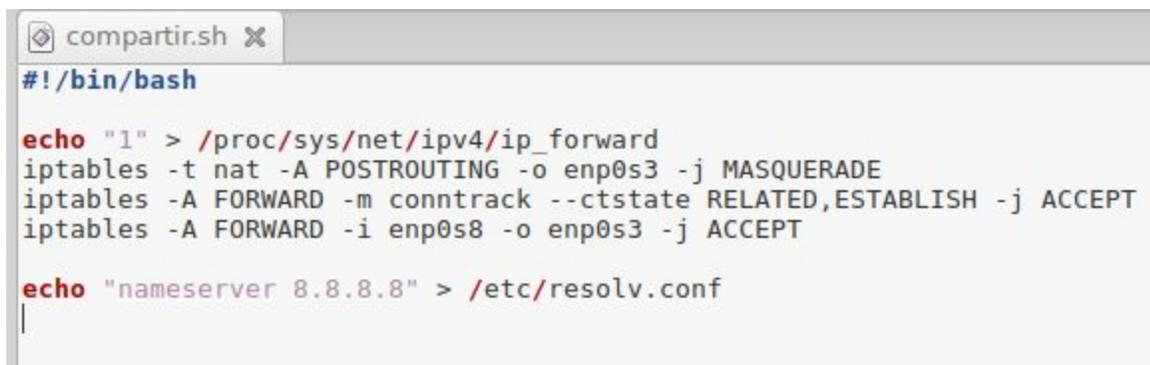 compartir.sh
#!/bin/bash
echo "1" > /proc/sys/net/ipv4/ip_forward
iptables -t nat -A POSTROUTING -o enp0s3 -j MASQUERADE
iptables -A FORWARD -m conntrack --ctstate RELATED,ESTABLISH -j ACCEPT
iptables -A FORWARD -i enp0s8 -o enp0s3 -j ACCEPT
echo "nameserver 8.8.8.8" > /etc/resolv.conf